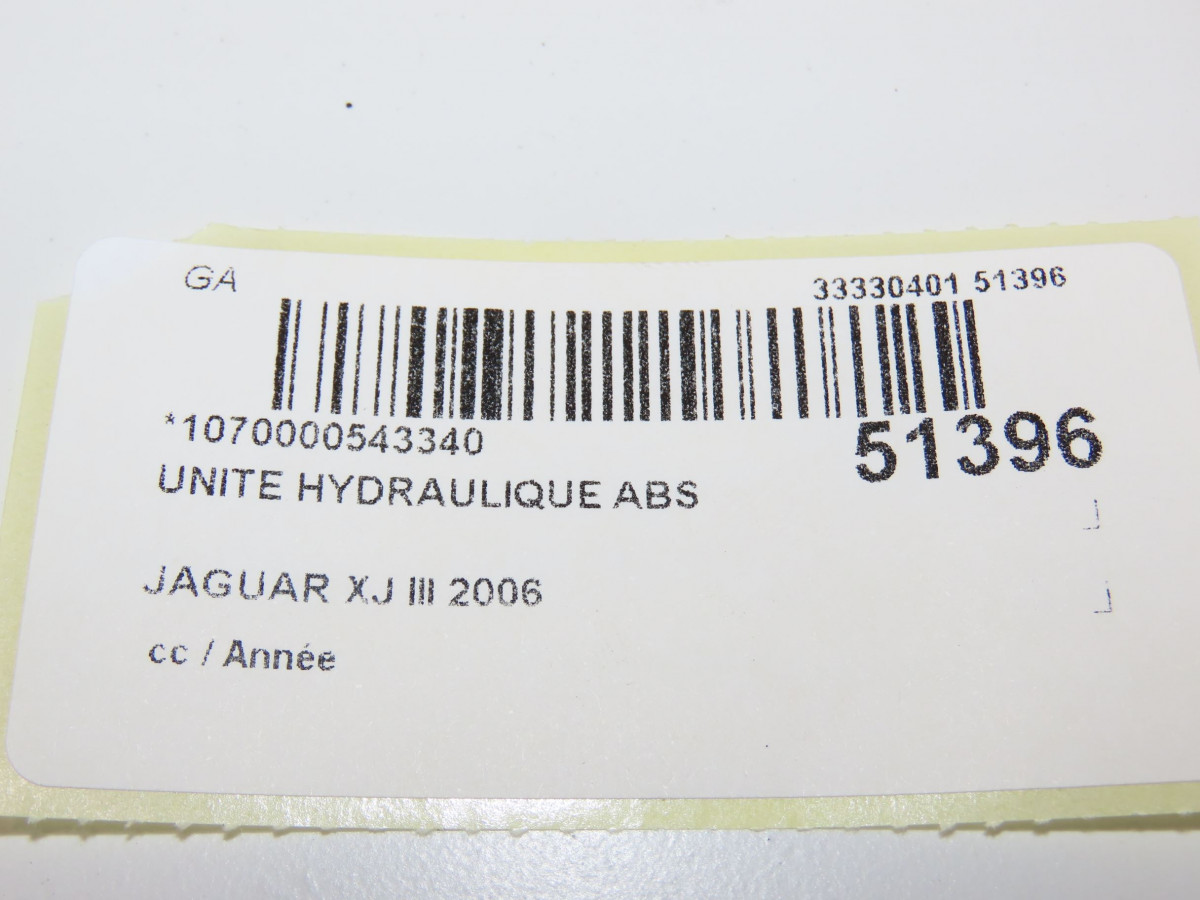 GA
33330401 51396
*1070000543340
51396
UNITE HYDRAULIQUE ABS
JAGUAR XJ III 2006
cc / Année